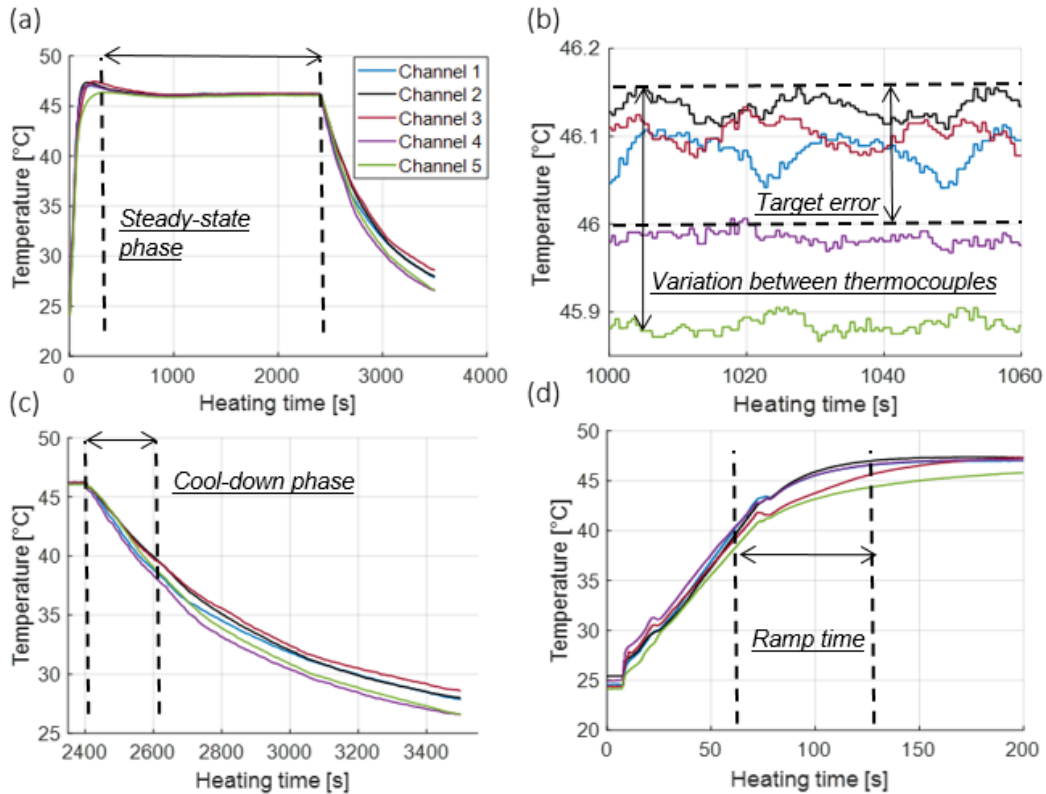 (a)
50
45
40
35
30
25
20
0
1000
2000
3000
4000
Temperature [°C]
Heating time [s]
Channel 1
Channel 2
Channel 3
Channel 4
Channel 5
Steady-state
phase
(b)
46.2
46.1
46
45.9
1000
1020
1040
1060
Temperature [°C]
Heating time [s]
Target error
Variation between thermocouples
(c)
50
45
40
35
30
25
2400
2600
2800
3000
3200
3400
Temperature [°C]
Heating time [s]
Cool-down phase
(d)
50
45
40
35
30
25
20
0
50
100
150
200
Temperature [°C]
Heating time [s]
Ramp time